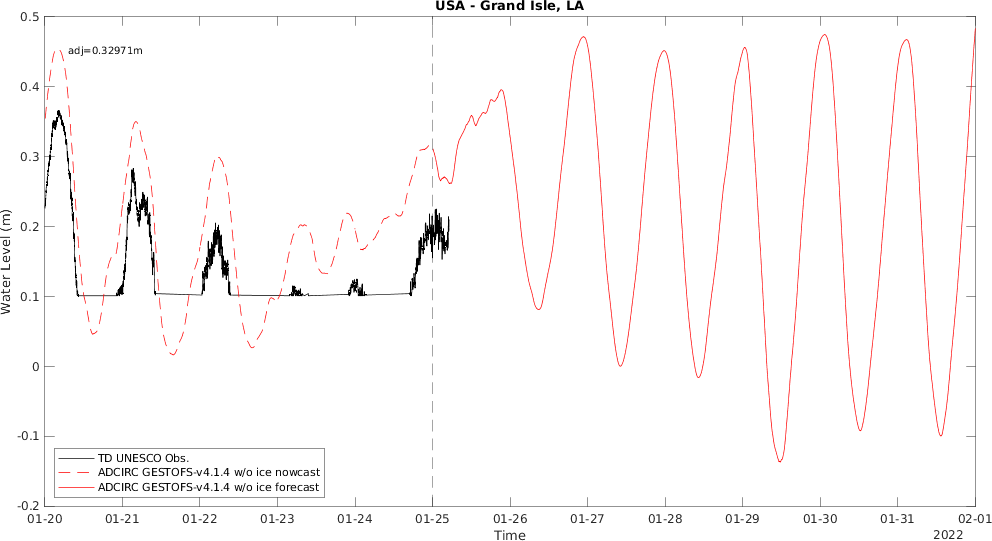 USA - Grand Isle, LA
adj=0.32971m
Water Level (m)
0.5
0.4
0.3
0.2
0.1
0
-0.1
-0.2
TD UNESCO Obs.
ADCIRC GESTOFS-v4.1.4 w/o ice nowcast
ADCIRC GESTOFS-v4.1.4 w/o ice forecast
01-20 01-21 01-22 01-23 01-24 01-25 01-26 01-27 01-28 01-29 01-30 01-31 02-01
Time
2022